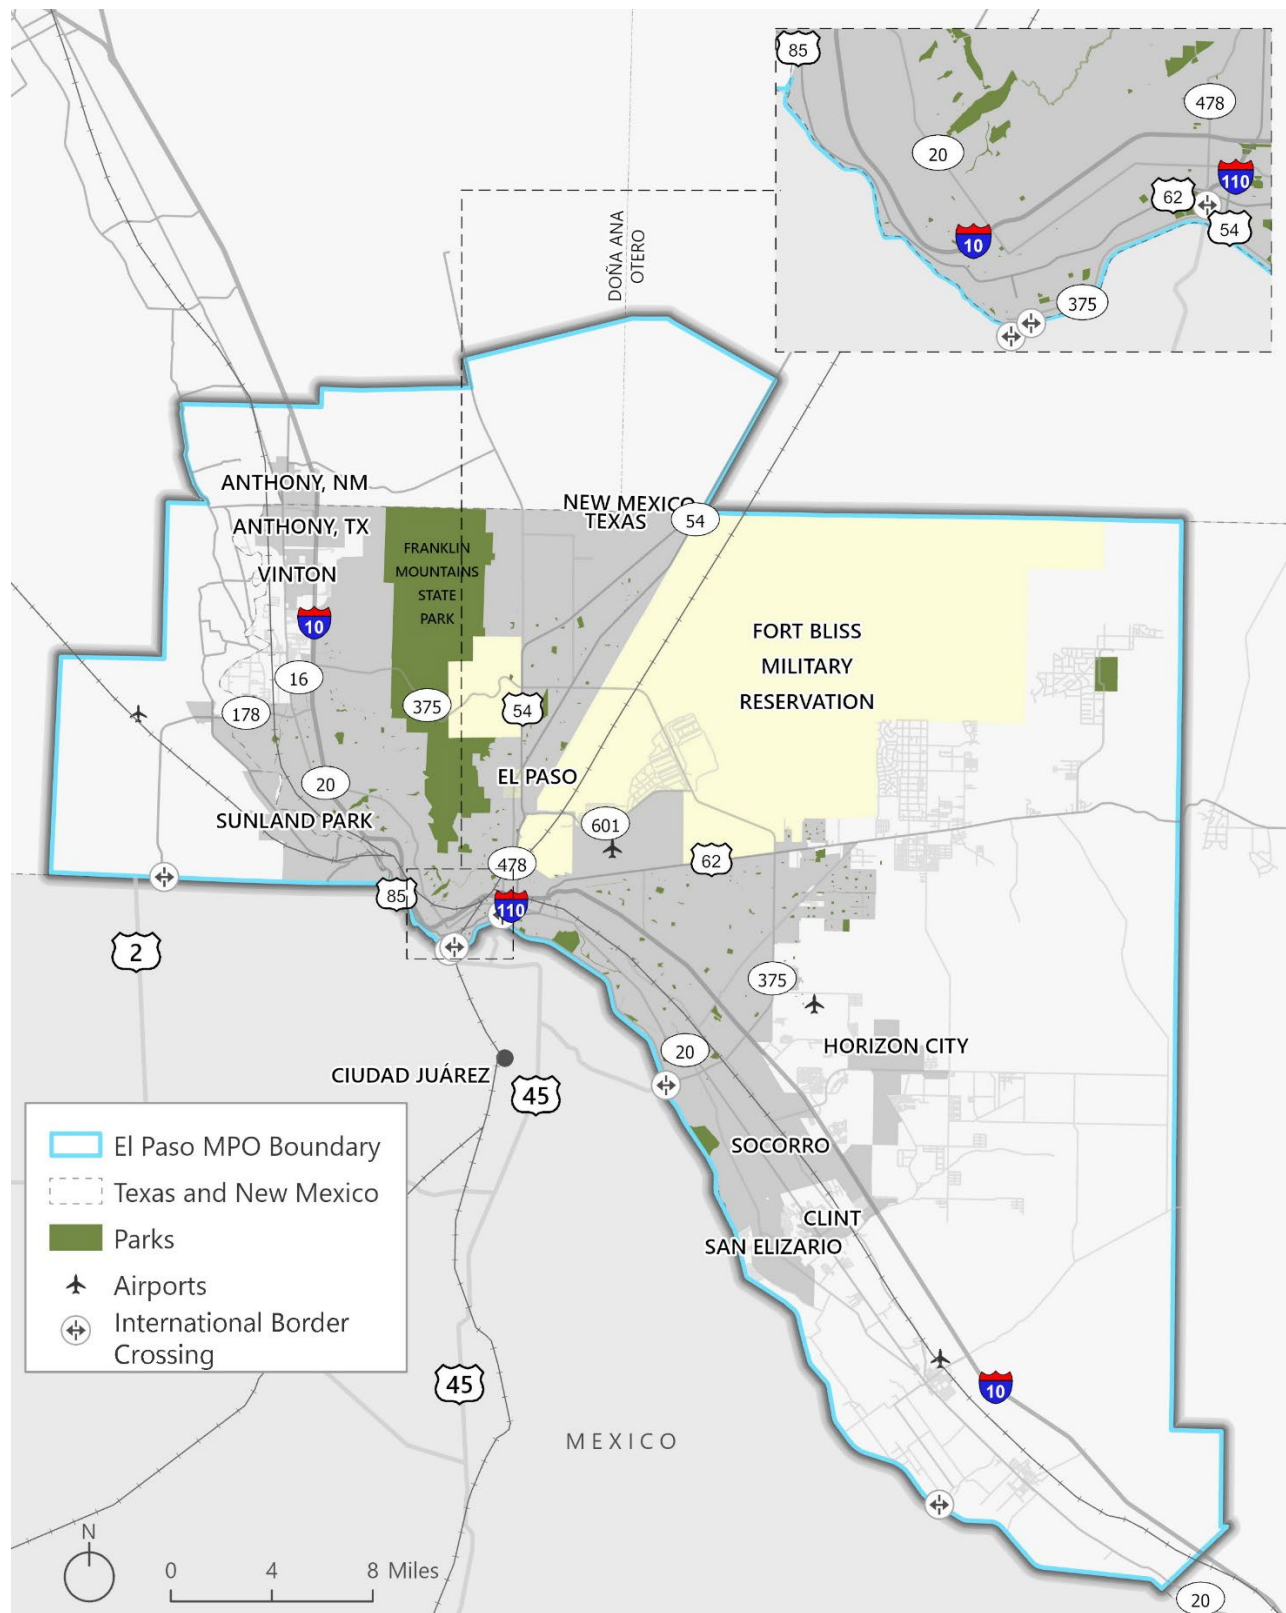 85
478
20
110
62
54
10
375
DOÑA ANA
OTERO
ANTHONY, NM
NEW MEXICO
TEXAS
54
ANTHONY, TX
FRANKLIN
MOUNTAINS
STATE
PARK
VINTON
10
FORT BLISS
MILITARY
RESERVATION
16
178
375
54
EL PASO
20
SUNLAND PARK
601
478
62
85
110
2
375
20
HORIZON CITY
CIUDAD JUÁREZ
45
SOCORRO
CLINT
SAN ELIZARIO
El Paso MPO Boundary
Texas and New Mexico
Parks
Airports
International Border
Crossing
45
10
MEXICO
N
0 4 8 Miles
20